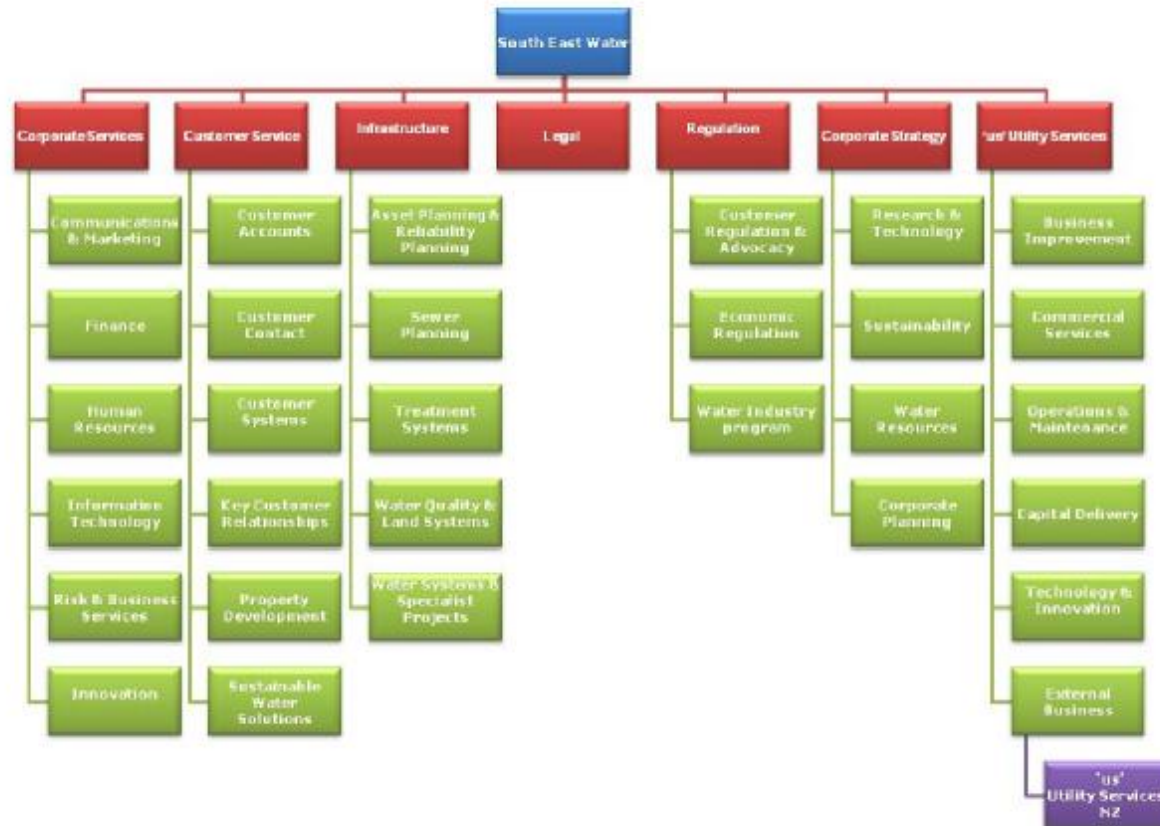 South East Water
Corporate Services
Customer Service
Infrastructure
Legal
Regulation
Corporate Strategy
'us' Utility Services
Communications
& Marketing
Finance
Human
Resources
Information
Technology
Risk & Business
Services
Innovation
Customer
Accounts
Customer
Contact
Customer
Systems
Key Customer
Relationships
Property
Development
Sustainable
Water
Solutions
Asset Planning &
Reliability
Planning
Sewer
Planning
Treatment
Systems
Water Quality &
Land Systems
Water Systems &
Specialist
Projects
Customer
Regulation &
Advocacy
Economic
Regulation
Water Industry
program
Research &
Technology
Sustainability
Water
Resources
Corporate
Planning
Business
Improvement
Commercial
Services
Operations &
Maintenance
Capital Delivery
Technology &
Innovation
External
Business
'us'
Utility Services
NZ